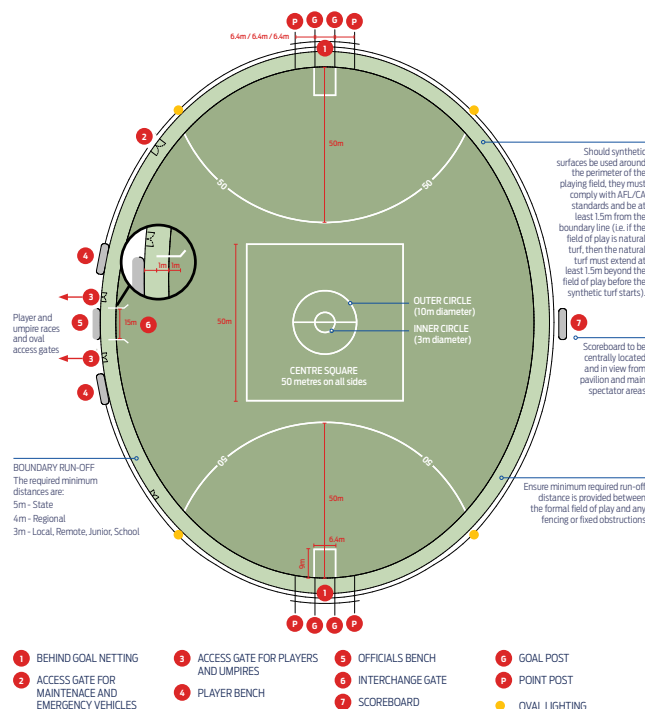 P G G P
6.4m / 6.4m / 6.4m
1
50m
50
50
2
Should synthetic
surfaces be used around
the perimeter of the
playing field, they must
comply with AFL/CA
standards and be at
least 1.5m from the
boundary line (i.e. if the
field of play is natural
turf, then the natural
turf must extend at
least 1.5m beyond the
field of play before the
synthetic turf starts).
4
1m 1m
3
Player and
umpire races
and oval
access gates
5
15m
6
3
4
50m
OUTER CIRCLE
(10m diameter)
INNER CIRCLE
(3m diameter)
CENTRE SQUARE
50 metres on all sides
7
Scoreboard to be
centrally located
and in view from
pavilion and main
spectator areas
BOUNDARY RUN-OFF
The required minimum
distances are:
5m - State
4m - Regional
3m - Local, Remote, Junior, School
50
50
50m
6.4m
9m
Ensure minimum required run-off
distance is provided between
the formal field of play and any
fencing or fixed obstructions
1
P G G P
1 BEHIND GOAL NETTING
2 ACCESS GATE FOR
MAINTENACE AND
EMERGENCY VEHICLES
3 ACCESS GATE FOR PLAYERS
AND UMPIRES
4 PLAYER BENCH
5 OFFICIALS BENCH
6 INTERCHANGE GATE
7 SCOREBOARD
G GOAL POST
P POINT POST
OVAL LIGHTING